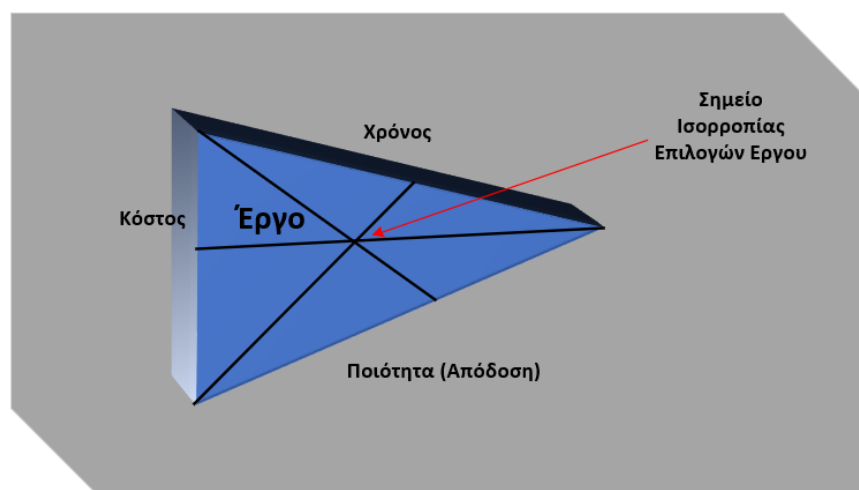 Σημείο
Ισορροπίας
Επιλογών Εργου
Χρόνος
Κόστος
Έργο
Ποιότητα (Απόδοση)